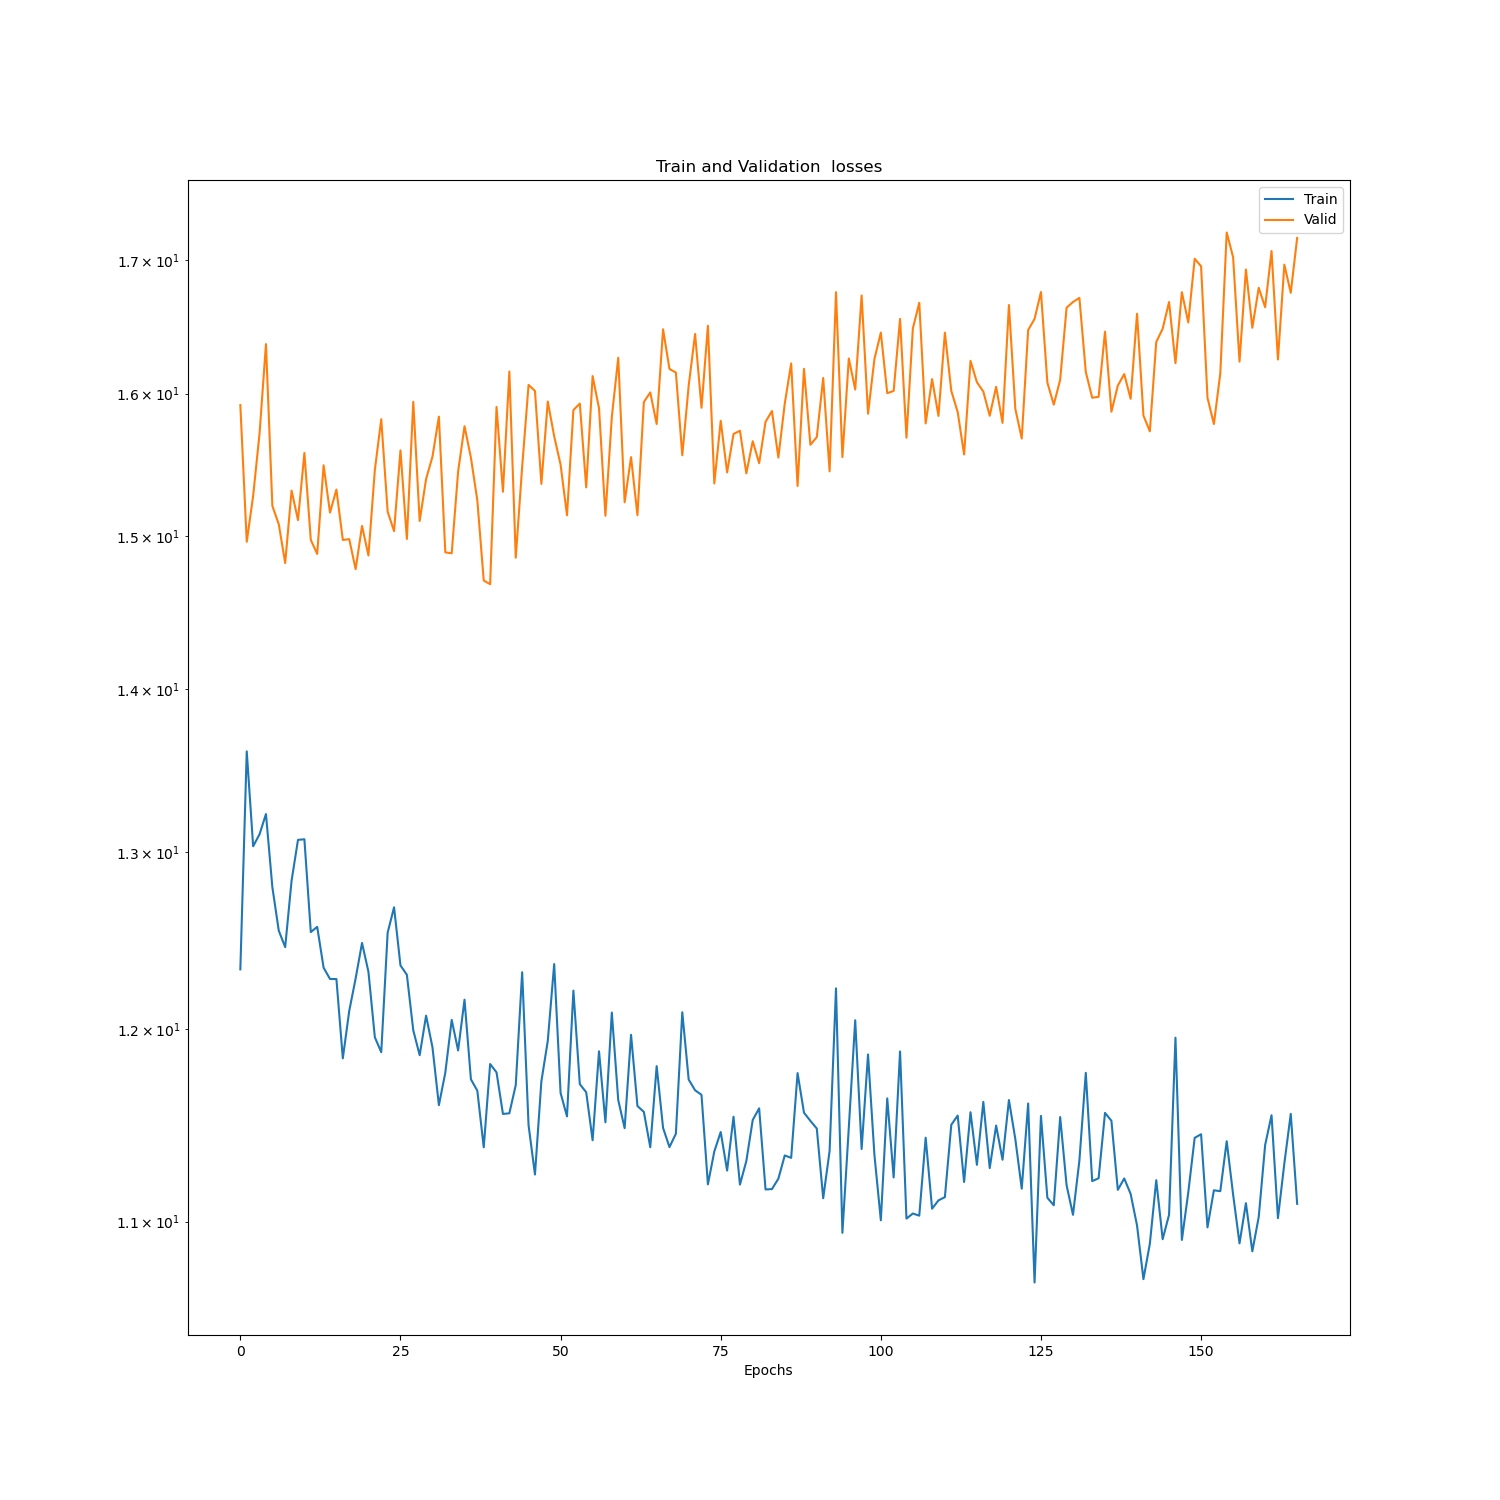 Train and Validation  losses
Train
Valid
1.7 × 10¹
1.6 × 10¹
1.5 × 10¹
1.4 × 10¹
1.3 × 10¹
1.2 × 10¹
1.1 × 10¹
0 25 50 75 100 125 150
Epochs